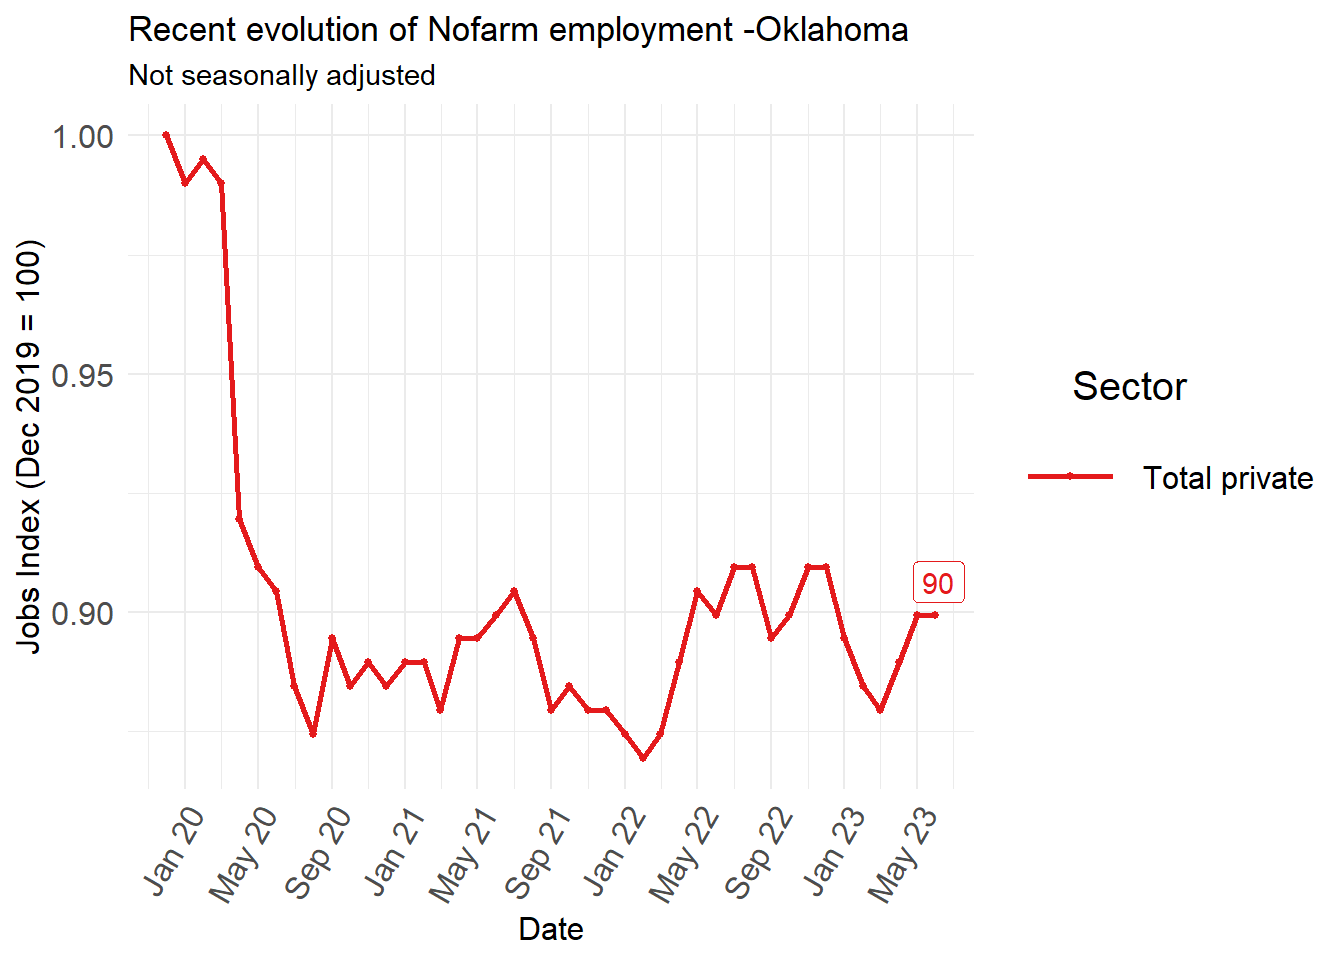 Recent evolution of Nofarm employment -Oklahoma
Not seasonally adjusted
Jobs Index (Dec 2019 = 100)
1.00
0.95
0.90
90
Jan 20
May 20
Sep 20
Jan 21
May 21
Sep 21
Jan 22
May 22
Sep 22
Jan 23
May 23
Date
Sector
Total private